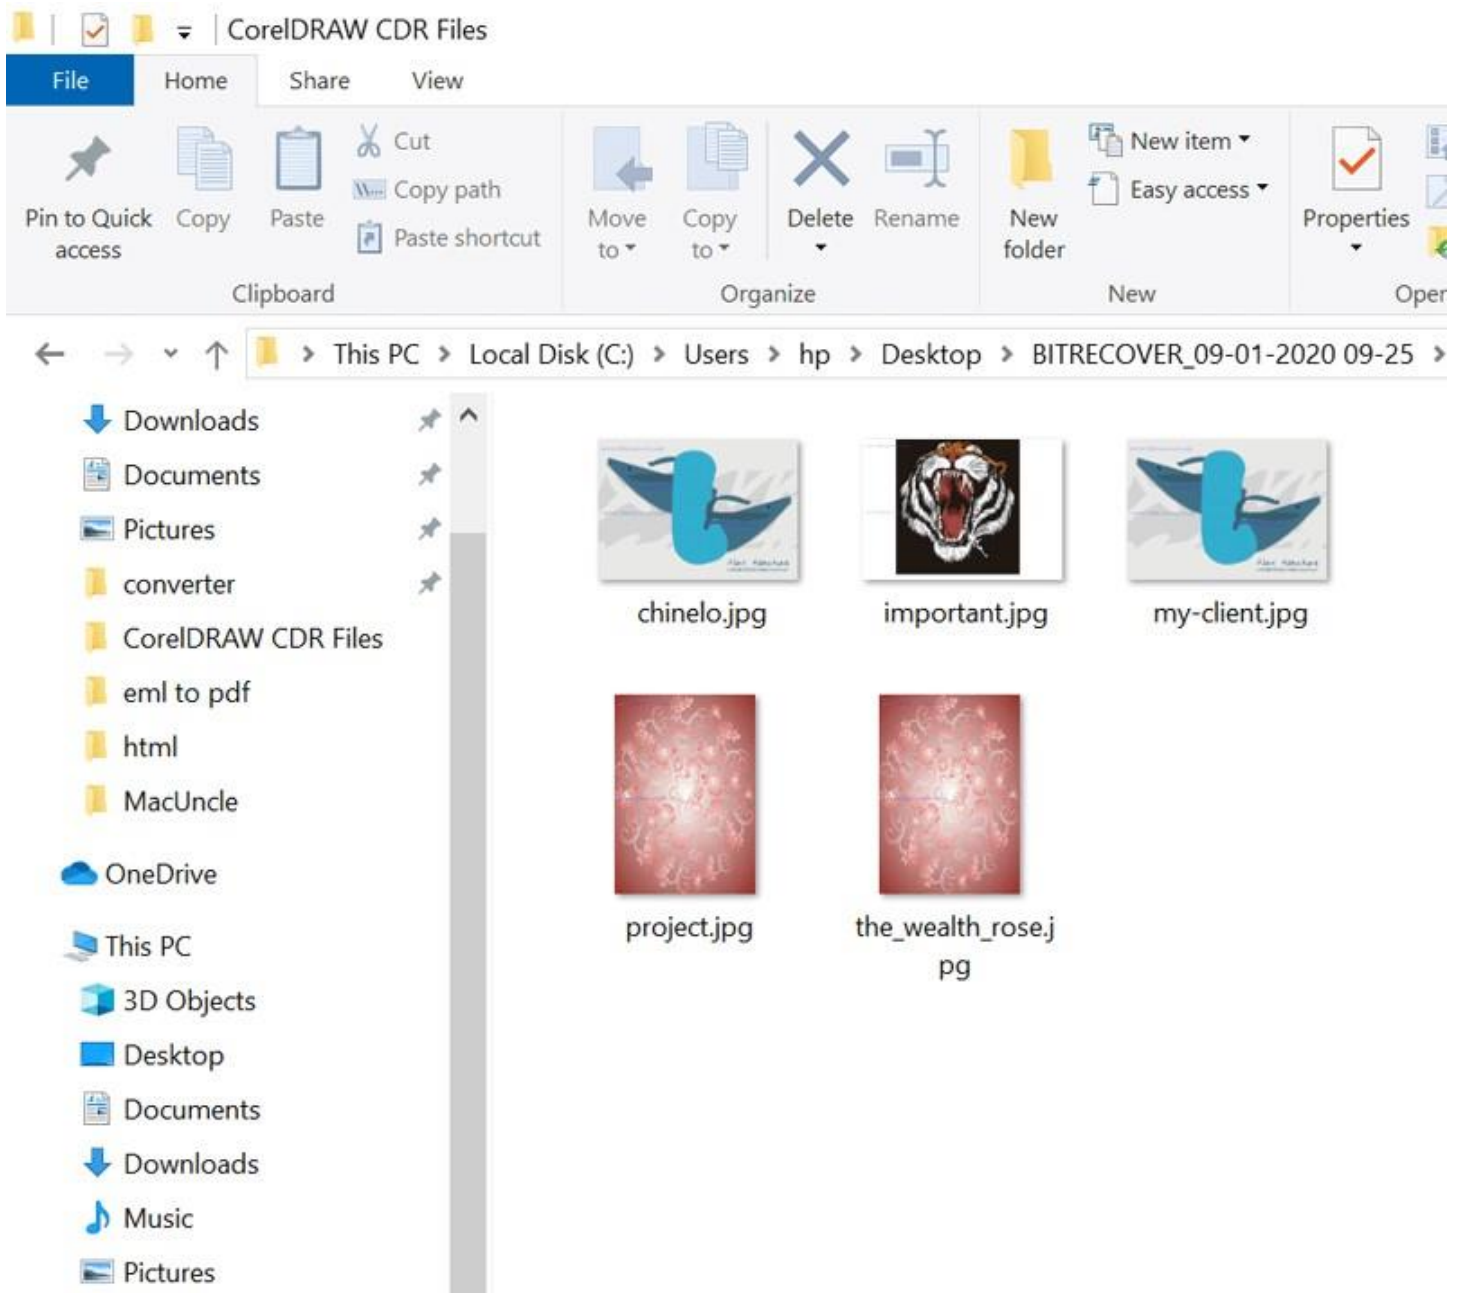 CorelDRAW CDR Files
File Home Share View
Pin to Quick access
Copy
Paste
Cut
Copy path
Paste shortcut
Clipboard
Move to
Copy to
Delete
Rename
Organize
New folder
New item
Easy access
New
Properties
Oper
This PC > Local Disk (C:) > Users > hp > Desktop > BITRECOVER_09-01-2020 09-25 >
Downloads
Documents
Pictures
converter
CorelDRAW CDR Files
eml to pdf
html
MacUncle
OneDrive
This PC
3D Objects
Desktop
Documents
Downloads
Music
Pictures
chinelo.jpg
important.jpg
my-client.jpg
project.jpg
the_wealth_rose.j
pg